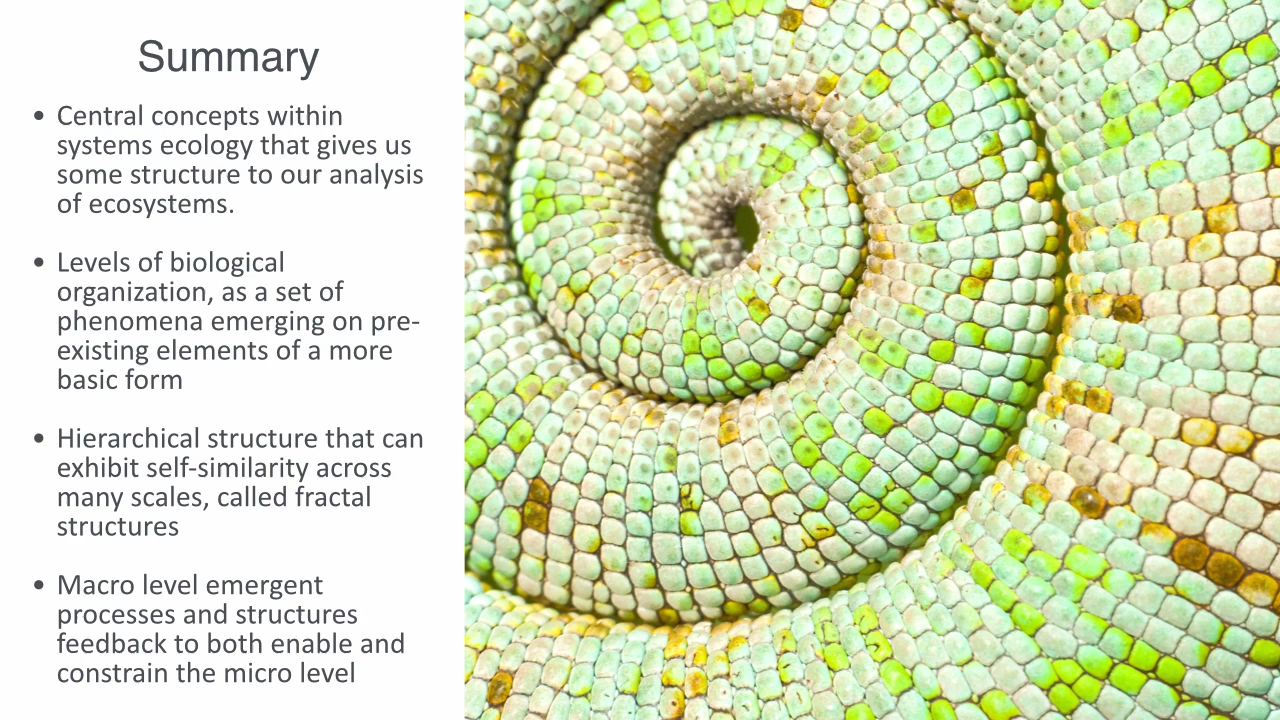 Summary
• Central concepts within
systems ecology that gives us
some structure to our analysis
of ecosystems.
• Levels of biological
organization, as a set of
phenomena emerging on pre-
existing elements of a more
basic form
• Hierarchical structure that can
exhibit self-similarity across
many scales, called fractal
structures
• Macro level emergent
processes and structures
feedback to both enable and
constrain the micro level